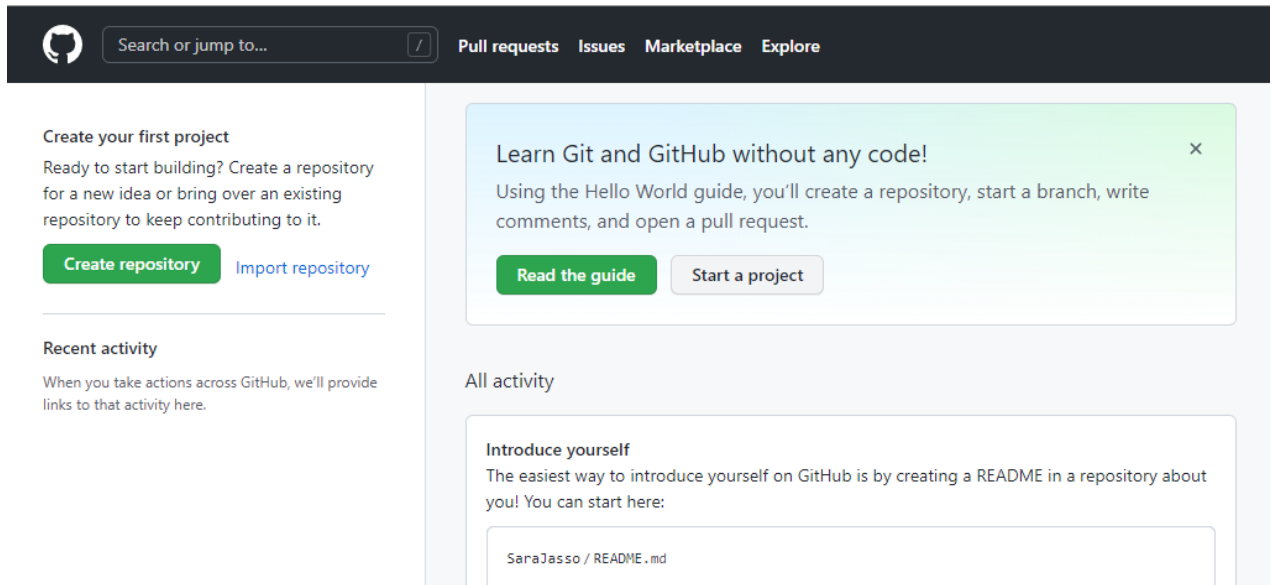 Search or jump to... /
Pull requests Issues Marketplace Explore
Create your first project
Ready to start building? Create a repository
for a new idea or bring over an existing
repository to keep contributing to it.
Create repository Import repository
Recent activity
When you take actions across GitHub, we’ll provide
links to that activity here.
Learn Git and GitHub without any code!
Using the Hello World guide, you’ll create a repository, start a branch, write
comments, and open a pull request.
Read the guide Start a project
All activity
Introduce yourself
The easiest way to introduce yourself on GitHub is by creating a README in a repository about
you! You can start here:
SaraJasso / README.md